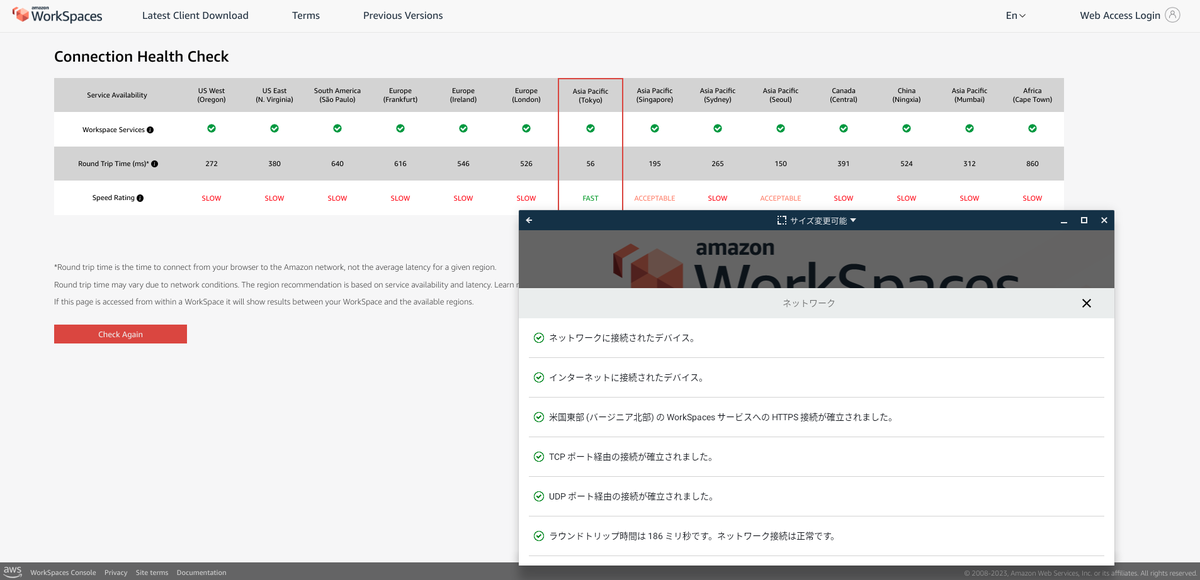 amazon
WorkSpaces
Latest Client Download
Terms
Previous Versions
En
Web Access Login
Connection Health Check
Service Availability US West (Oregon) US East (N. Virginia) South America (São Paulo) Europe (Frankfurt) Europe (Ireland) Europe (London) Asia Pacific (Tokyo) Asia Pacific (Singapore) Asia Pacific (Sydney) Asia Pacific (Seoul) Canada (Central) China (Ningxia) Asia Pacific (Mumbai) Africa (Cape Town)
Workspace Services
Round Trip Time (ms)* 272 380 640 616 546 526 56 195 265 150 391 524 312 860
Speed Rating SLOW SLOW SLOW SLOW SLOW SLOW FAST ACCEPTABLE SLOW ACCEPTABLE SLOW SLOW SLOW SLOW
*Round trip time is the time to connect from your browser to the Amazon network, not the average latency for a given region.
Round trip time may vary due to network conditions. The region recommendation is based on service availability and latency. Learn
If this page is accessed from within a WorkSpace it will show results between your WorkSpace and the available regions.
Check Again
サイズ変更可能
amazon
WorkSpaces
ネットワーク
ネットワークに接続されたデバイス。
インターネットに接続されたデバイス。
米国東部 (バージニア北部) の WorkSpaces サービスへの HTTPS 接続が確立されました。
TCP ポート経由の接続が確立されました。
UDP ポート経由の接続が確立されました。
ラウンドトリップ時間は 186 ミリ秒です。ネットワーク接続は正常です。
aws
WorkSpaces Console
Privacy
Site terms
Documentation
© 2008-2023, Amazon Web Services, Inc. or its affiliates. All rights reserved.